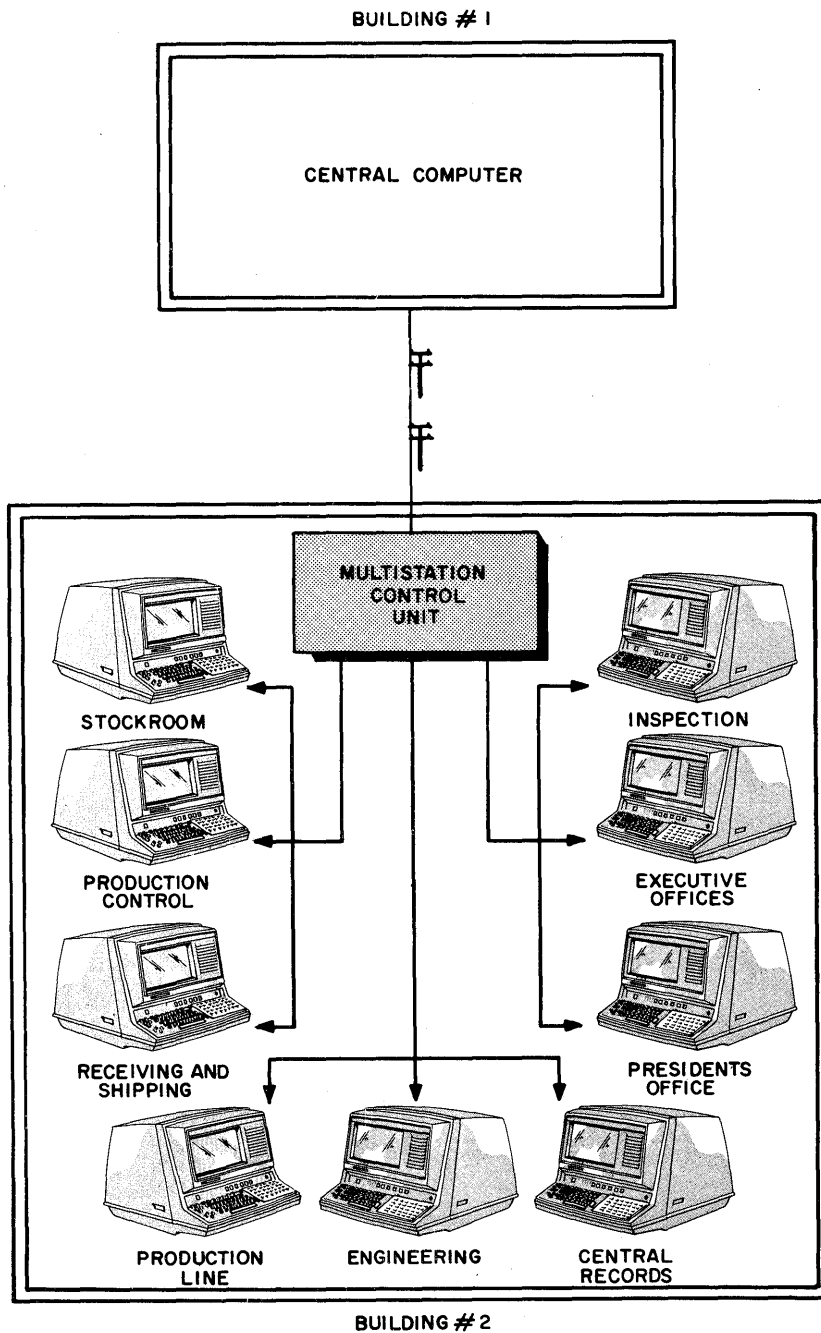 BUILDING # 1
CENTRAL COMPUTER
MULTISTATION
CONTROL
UNIT
STOCKROOM
INSPECTION
PRODUCTION
CONTROL
EXECUTIVE
OFFICES
RECEIVING AND
SHIPPING
PRESIDENTS
OFFICE
PRODUCTION
LINE
ENGINEERING
CENTRAL
RECORDS
BUILDING # 2